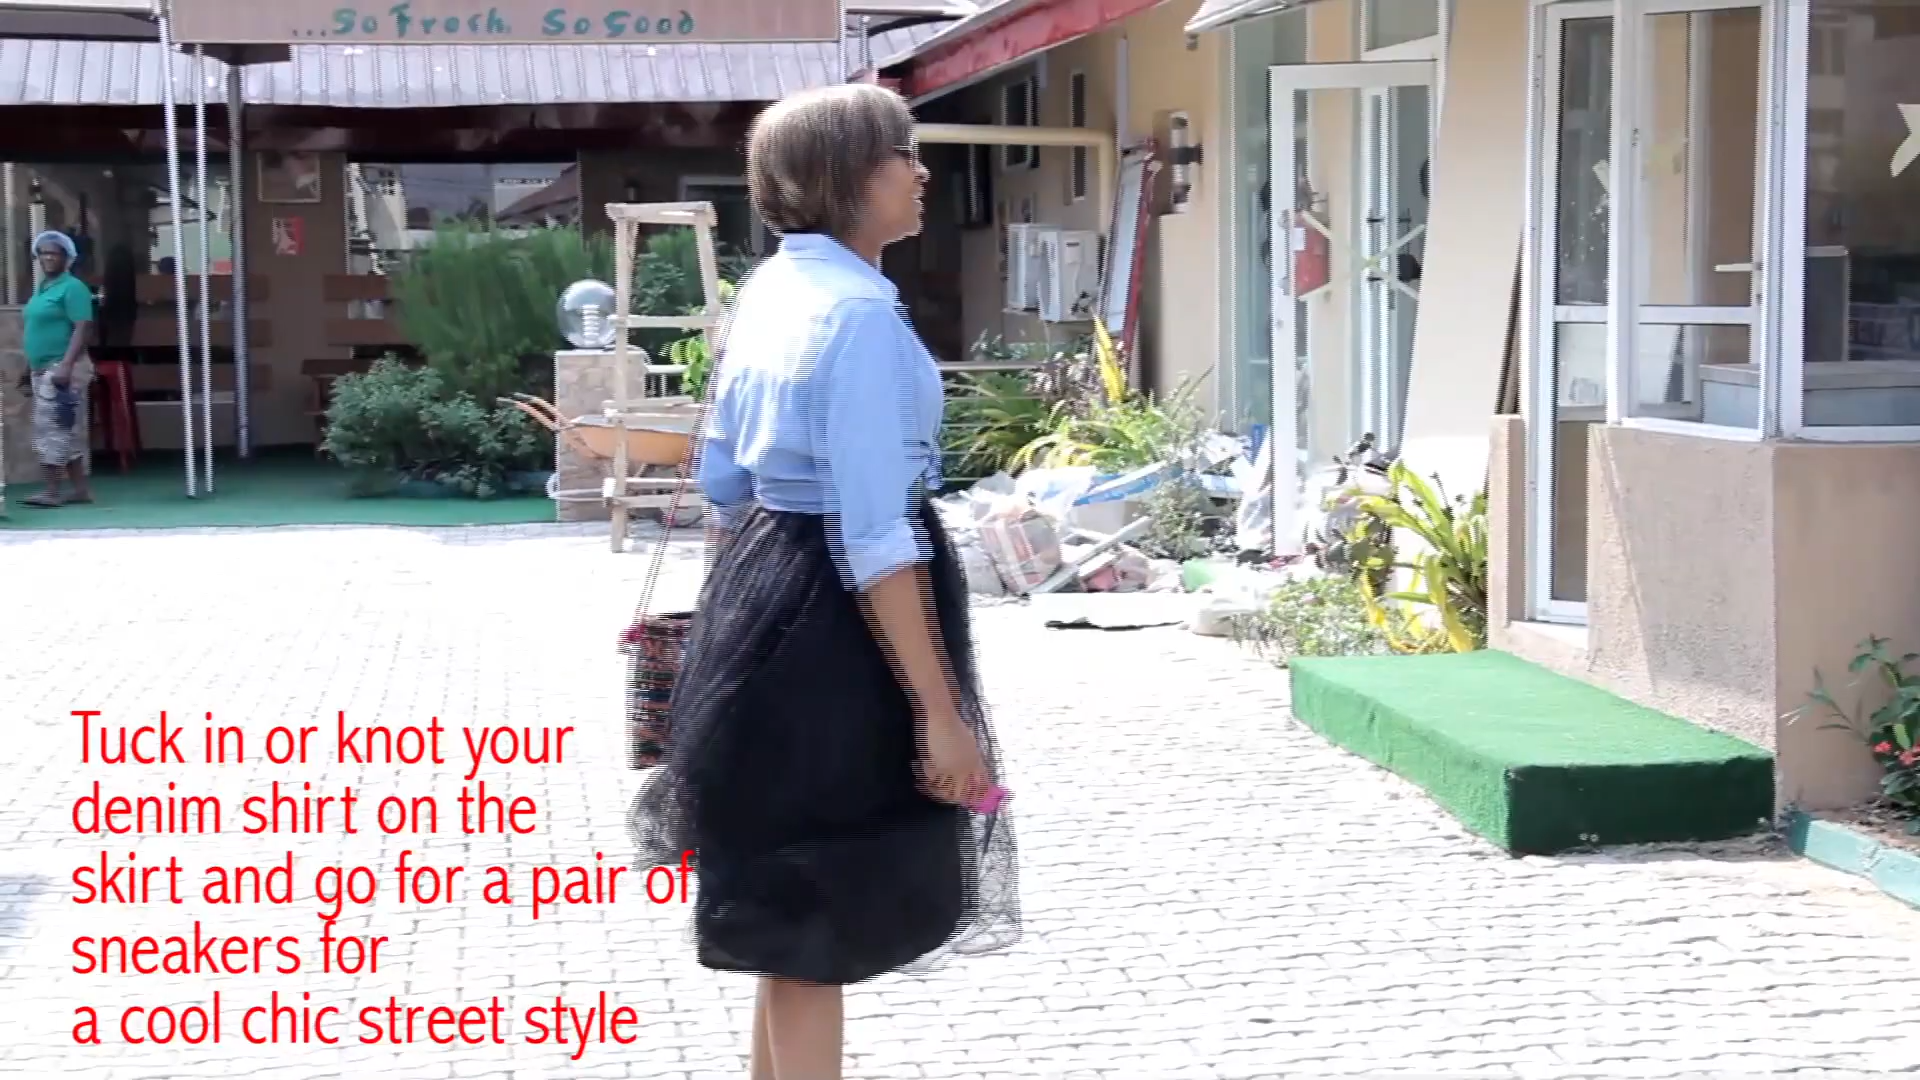 ...So Fresh, So Good
Tuck in or knot your
denim shirt on the
skirt and go for a pair of
sneakers for
a cool chic street style